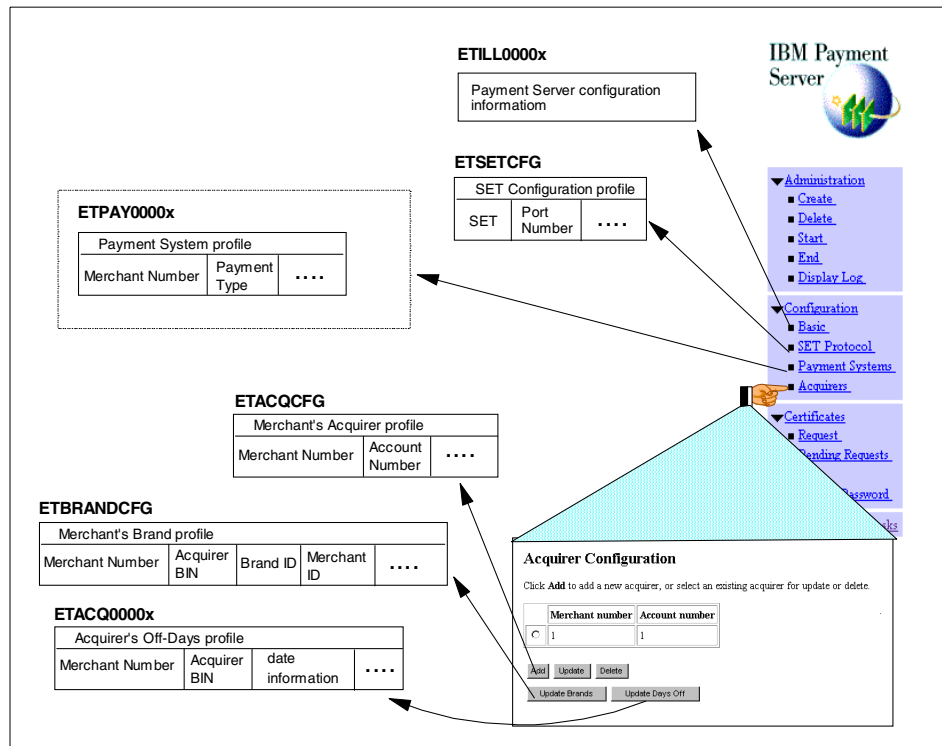 IBM Payment
Server
ETILL0000x
Payment Server configuration
informatiom
ETSETCFG
SET Configuration profile
SET
Port
Number
....
ETPAY0000x
Payment System profile
Merchant Number
Payment
Type
....
Administration
Create
Delete
Start
End
Display Log
Configuration
Basic
SET Protocol
Payment Systems
Acquirers
Certificates
Request
Pending Requests
Password
ETACQCFG
Merchant's Acquirer profile
Merchant Number
Account
Number
....
ETBRANDCFG
Merchant's Brand profile
Merchant Number
Acquirer
BIN
Brand ID
Merchant
ID
....
ETACQ0000x
Acquirer's Off-Days profile
Merchant Number
Acquirer
BIN
date
information
....
Acquirer Configuration
Click Add to add a new acquirer, or select an existing acquirer for update or delete.
Merchant number Account number
1 1
Add Update Delete
Update Brands Update Days Off